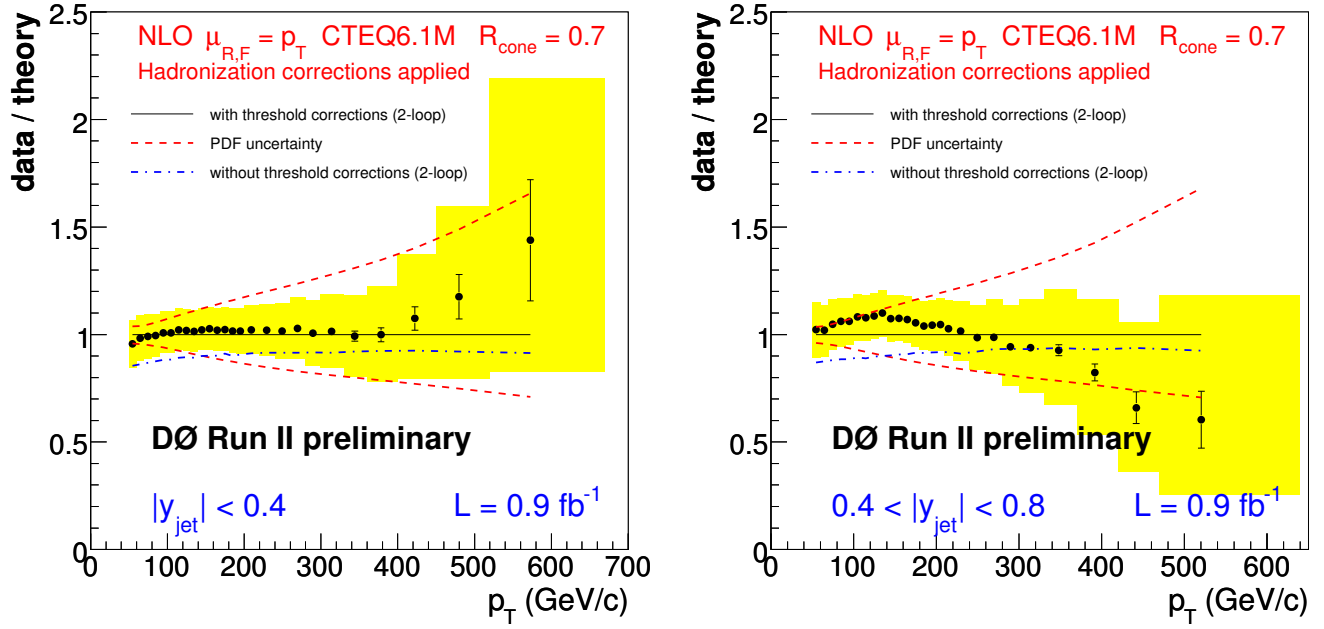 data / theory
2.5
2
1.5
1
0.5
0
NLO μR,F = pT CTEQ6.1M Rcone = 0.7
Hadronization corrections applied
with threshold corrections (2-loop)
PDF uncertainty
without threshold corrections (2-loop)
DØ Run II preliminary
|yjet| < 0.4 L = 0.9 fb-1
0 100 200 300 400 500 600 700
pT (GeV/c)
data / theory
2.5
2
1.5
1
0.5
0
NLO μR,F = pT CTEQ6.1M Rcone = 0.7
Hadronization corrections applied
with threshold corrections (2-loop)
PDF uncertainty
without threshold corrections (2-loop)
DØ Run II preliminary
0.4 < |yjet| < 0.8 L = 0.9 fb-1
0 100 200 300 400 500 600
pT (GeV/c)